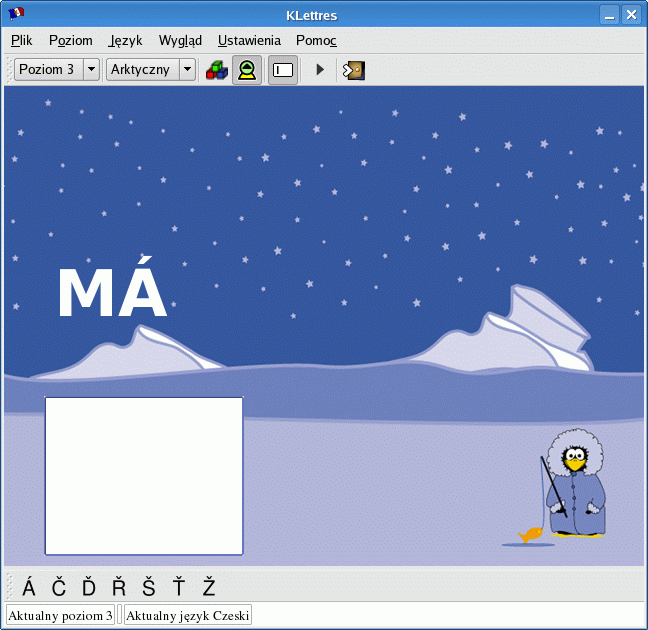 KLettres
Plik Poziom Język Wygląd Ustawienia Pomoc
Poziom 3 Arktyczny
MÁ
Á Č Ď Ř Š Ť Ž
Aktualny poziom 3 Aktualny język Czeski